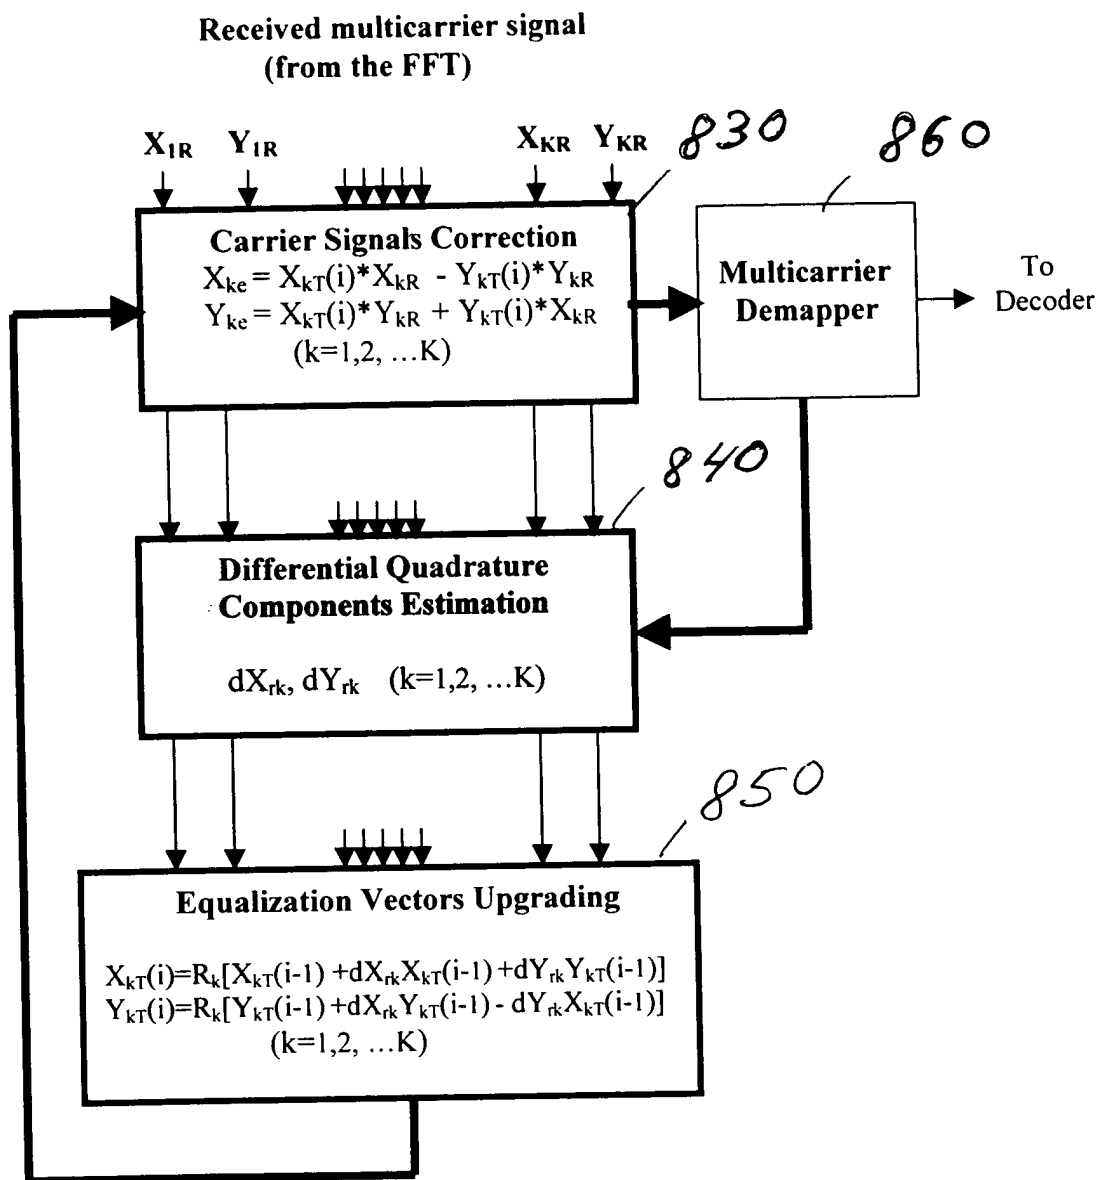 Received multicarrier signal
(from the FFT)
X1R Y1R XKR YKR 830 860
Carrier Signals Correction
Xke = XkT(i)*XkR - YkT(i)*YkR
Yke = XkT(i)*YkR + YkT(i)*XkR
(k=1,2, ...K)
Multicarrier
Demapper
To
Decoder
840
Differential Quadrature
Components Estimation
dXrk, dYrk (k=1,2, ...K)
850
Equalization Vectors Upgrading
XkT(i)=Rk[XkT(i-1) +dXrkXkT(i-1) +dYrkYkT(i-1)]
YkT(i)=Rk[YkT(i-1) +dXrkYkT(i-1) - dYrkXkT(i-1)]
(k=1,2, ...K)